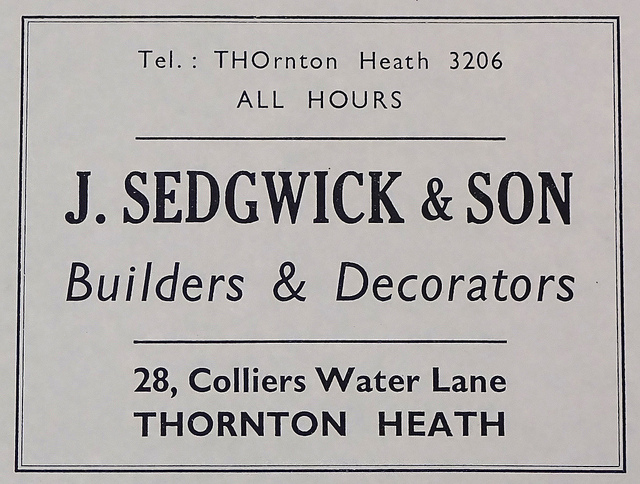 Tel. : THOrnton Heath 3206
ALL HOURS
J. SEDGWICK & SON
Builders & Decorators
28, Colliers Water Lane
THORNTON HEATH